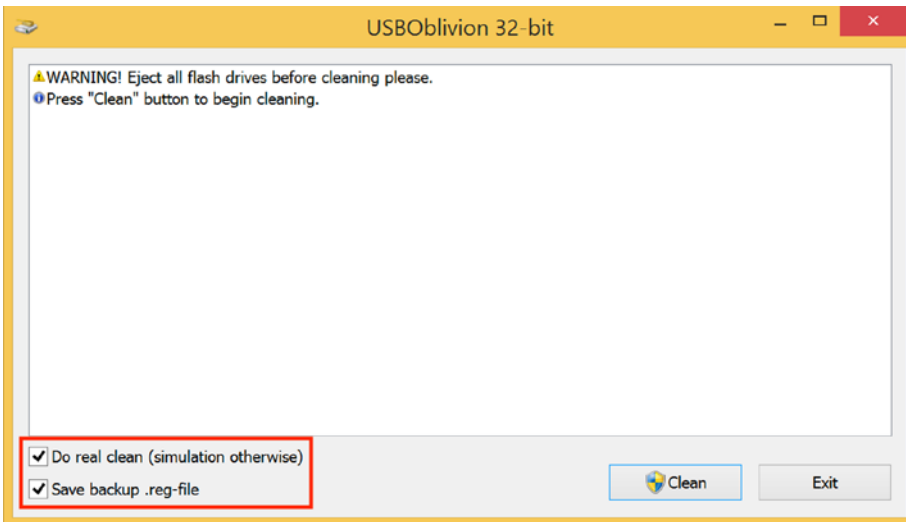 USBOblivion 32-bit
WARNING! Eject all flash drives before cleaning please.
Press "Clean" button to begin cleaning.
Do real clean (simulation otherwise)
Save backup .reg-file
Clean
Exit